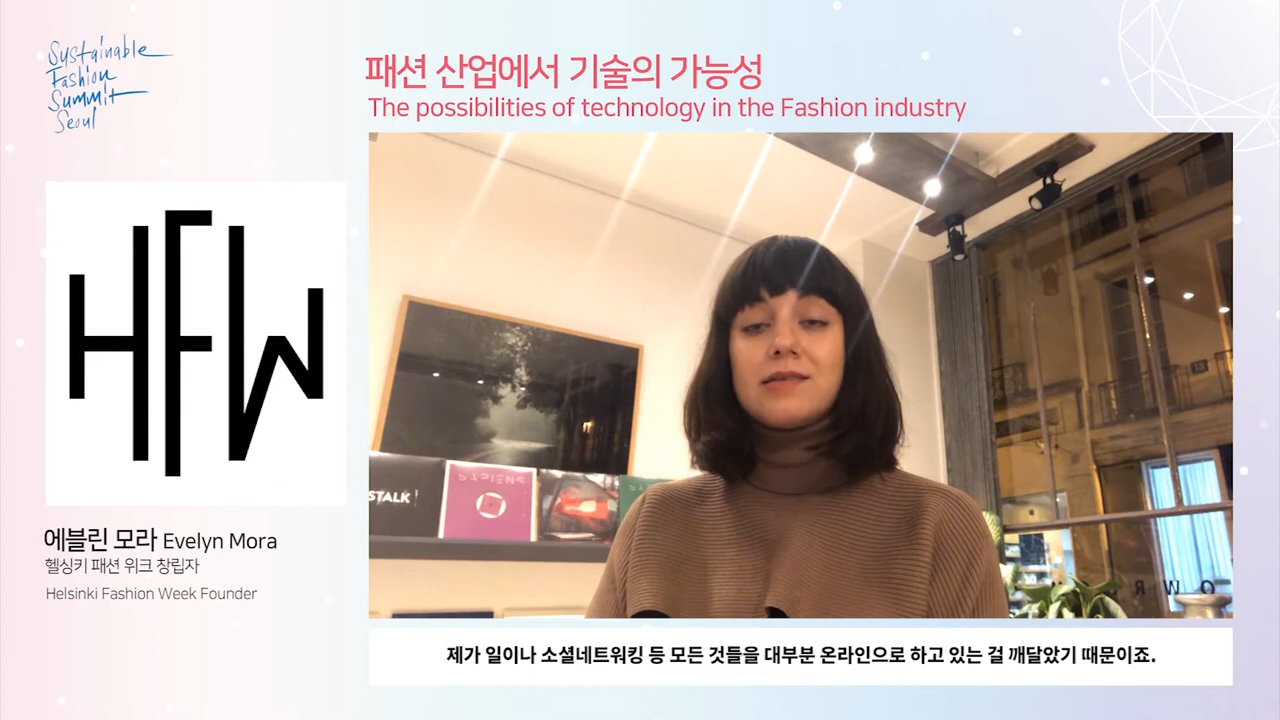 Sustainable
Fashion
Summit
Seoul
패션 산업에서 기술의 가능성
The possibilities of technology in the Fashion industry
HFW
STALK
SAPIENS
W R O
에블린 모라 Evelyn Mora
헬싱키 패션 위크 창립자
Helsinki Fashion Week Founder
제가 일이나 소셜네트워킹 등 모든 것들을 대부분 온라인으로 하고 있는 걸 깨달았기 때문이죠.